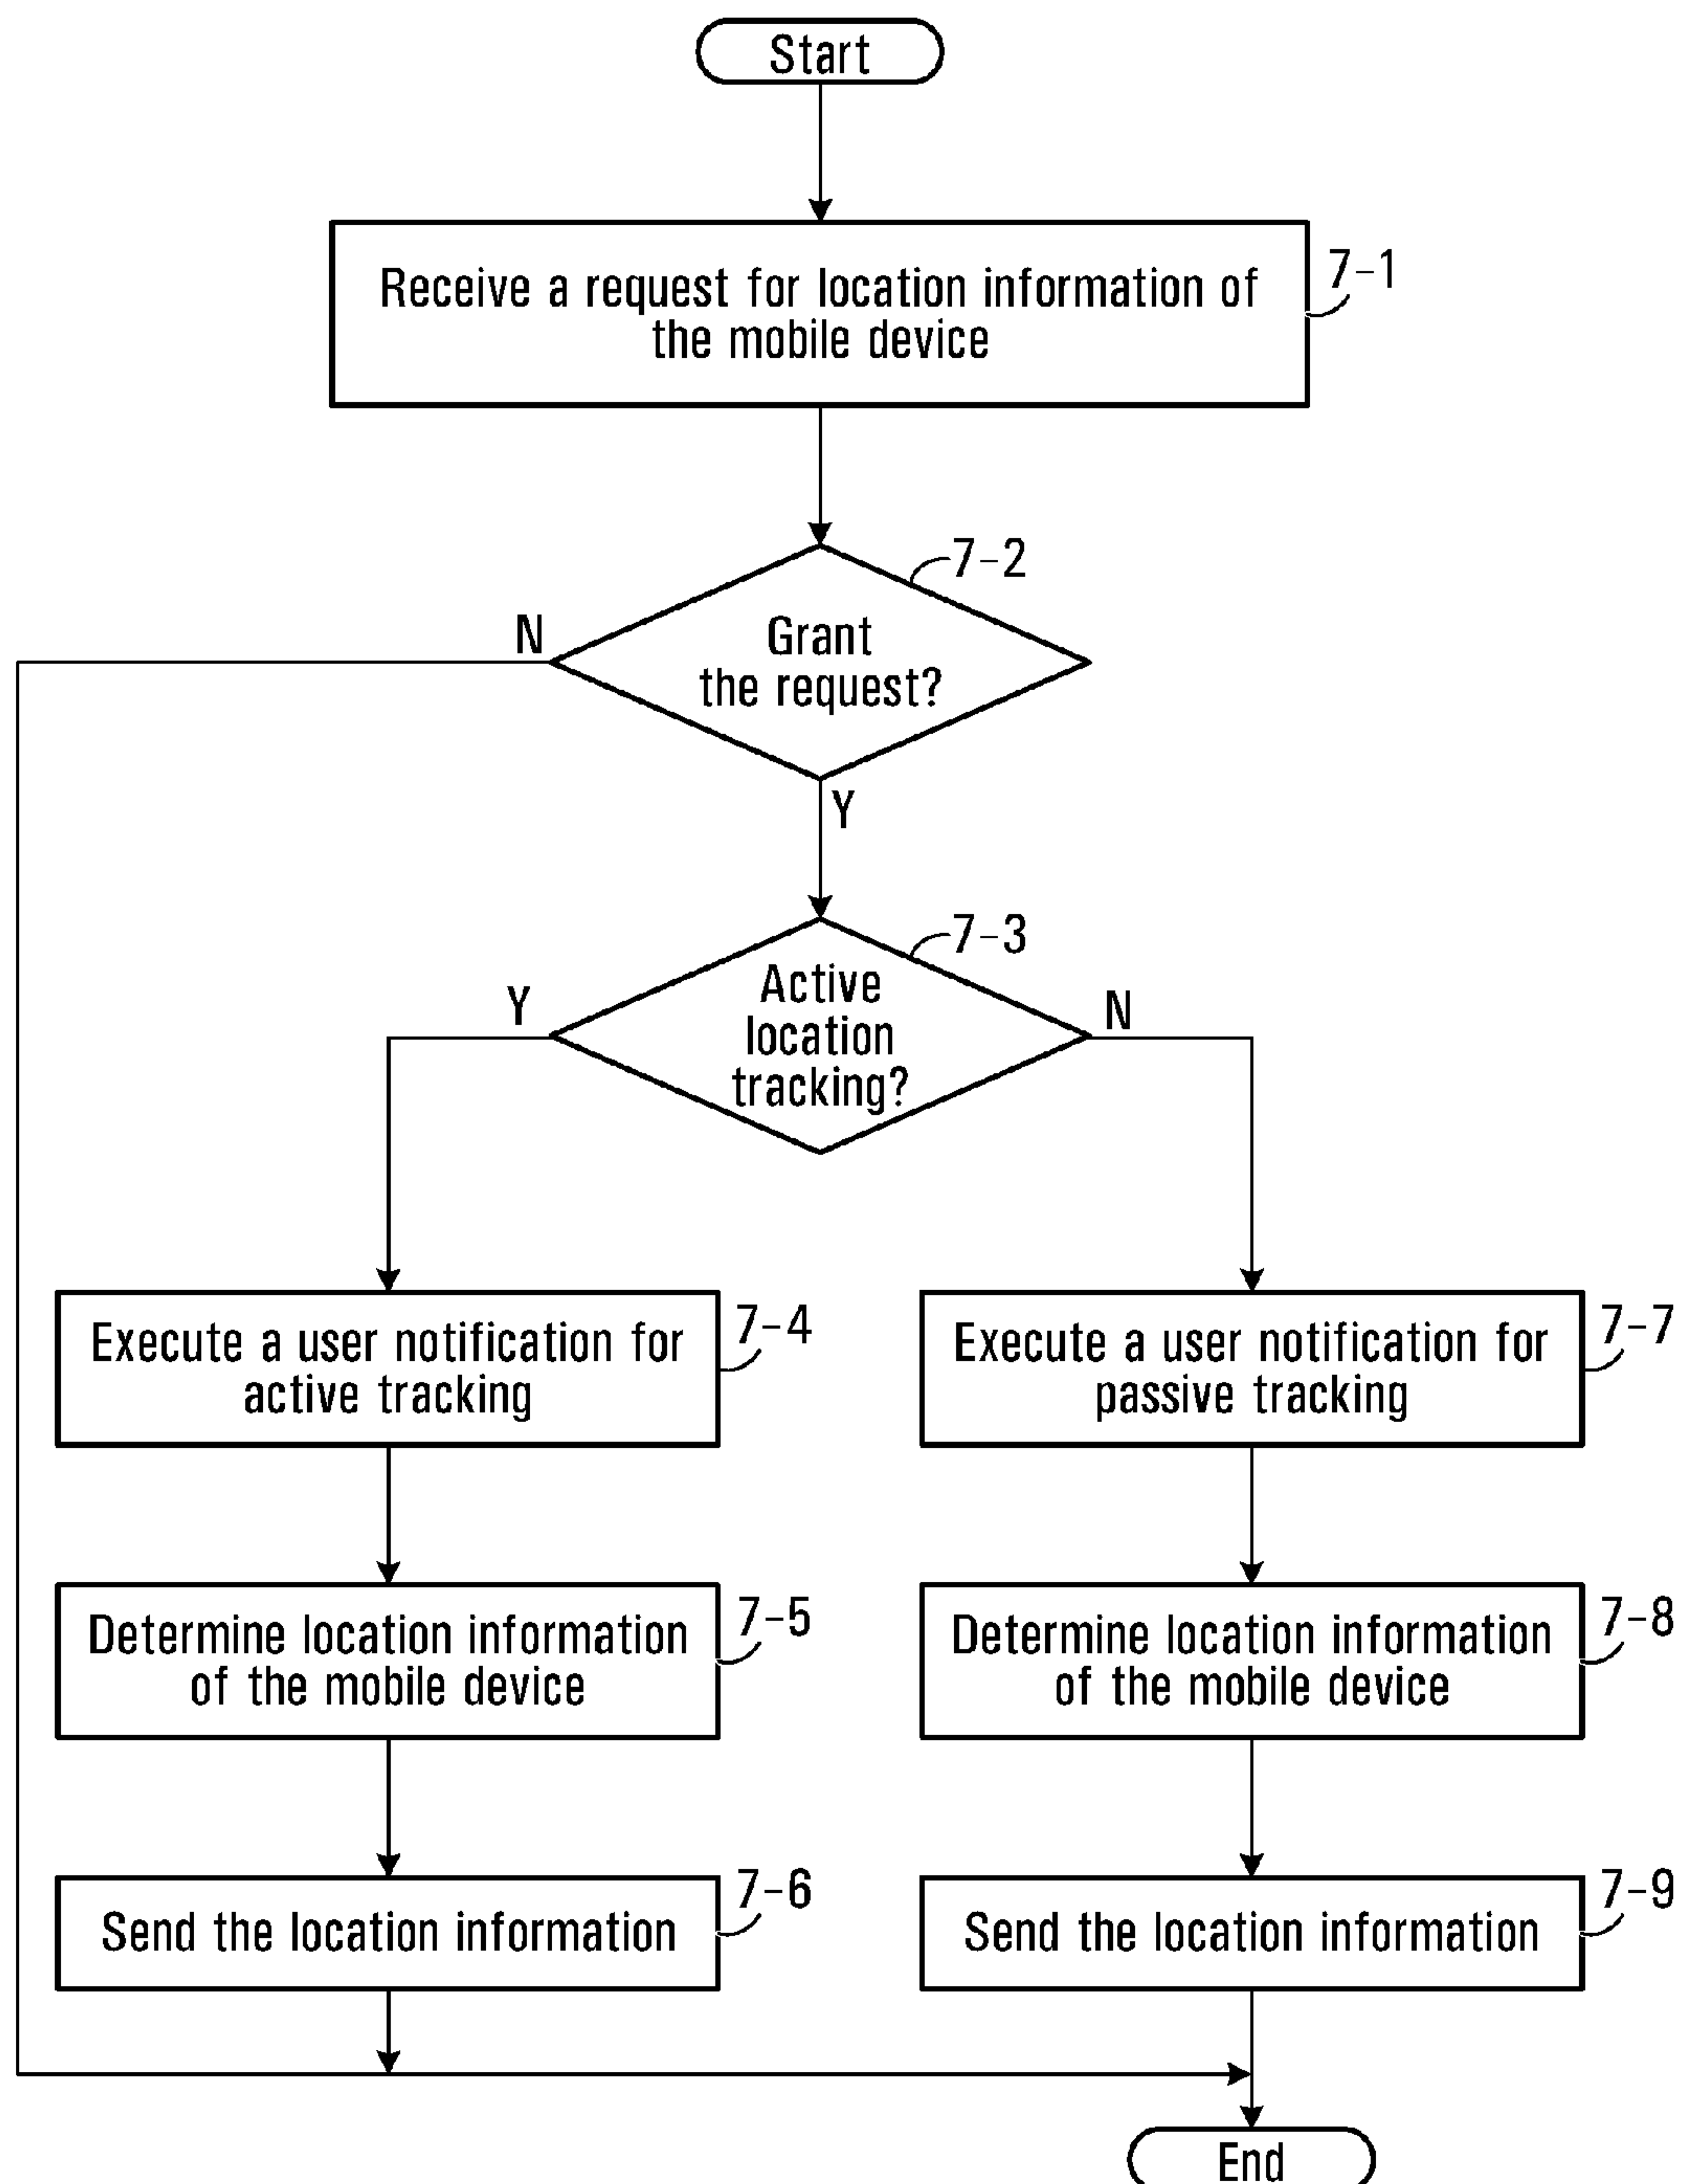 Start
Receive a request for location information of
the mobile device
7-1
7-2
N
Grant
the request?
Y
7-3
Y
Active
location
tracking?
N
Execute a user notification for
active tracking
7-4
Execute a user notification for
passive tracking
7-7
Determine location information
of the mobile device
7-5
Determine location information
of the mobile device
7-8
Send the location information
7-6
Send the location information
7-9
End